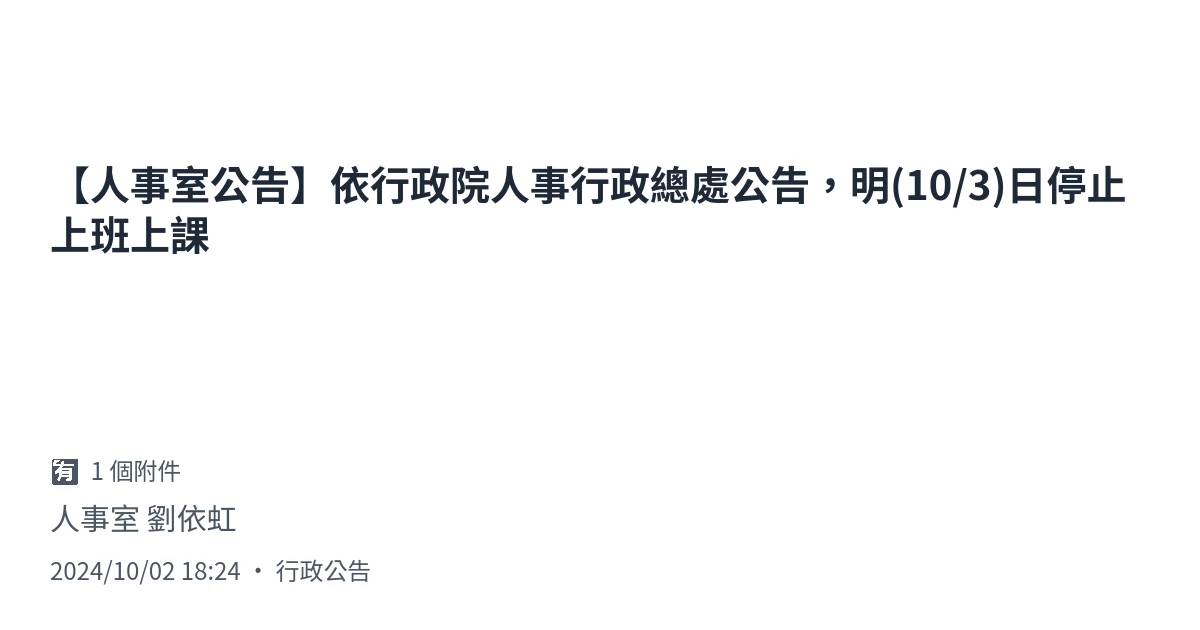 【人事室公告】依行政院人事行政總處公告，明(10/3)日停止
上班上課
有 1 個附件
人事室 劉依虹
2024/10/02 18:24 ・ 行政公告